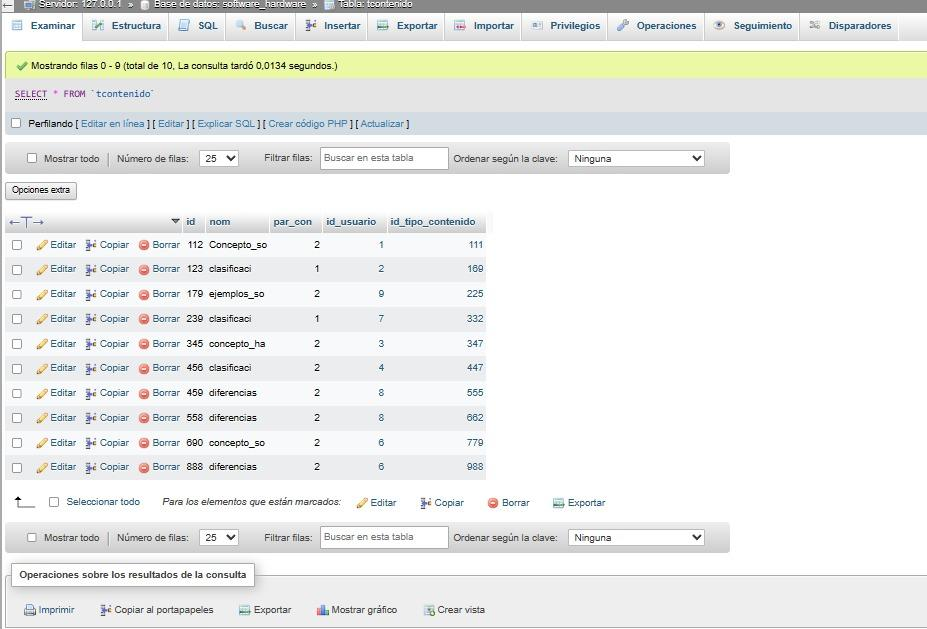 Servidor: 127.0.0.1 » Base de datos: software_hardware » Tabla: tcontenido
Examinar Estructura SQL Buscar Insertar Exportar Importar Privilegios Operaciones Seguimiento Disparadores
Mostrando filas 0 - 9 (total de 10, La consulta tardó 0,0134 segundos.)
SELECT * FROM `tcontenido`
Perfilando [ Editar en línea ] [ Editar ] [ Explicar SQL ] [ Crear código PHP ] [ Actualizar ]
Mostrar todo | Número de filas: 25 Filtrar filas: Buscar en esta tabla Ordenar según la clave: Ninguna
Opciones extra
←T→ id nom par_con id_usuario id_tipo_contenido
Editar Copiar Borrar 112 Concepto_so 2 1 111
Editar Copiar Borrar 123 clasificaci 1 2 169
Editar Copiar Borrar 179 ejemplos_so 2 9 225
Editar Copiar Borrar 239 clasificaci 1 7 332
Editar Copiar Borrar 345 concepto_ha 2 3 347
Editar Copiar Borrar 456 clasificaci 2 4 447
Editar Copiar Borrar 459 diferencias 2 8 555
Editar Copiar Borrar 558 diferencias 2 8 662
Editar Copiar Borrar 690 concepto_so 2 6 779
Editar Copiar Borrar 888 diferencias 2 6 988
Seleccionar todo Para los elementos que están marcados: Editar Copiar Borrar Exportar
Mostrar todo | Número de filas: 25 Filtrar filas: Buscar en esta tabla Ordenar según la clave: Ninguna
Operaciones sobre los resultados de la consulta
Imprimir Copiar al portapapeles Exportar Mostrar gráfico Crear vista